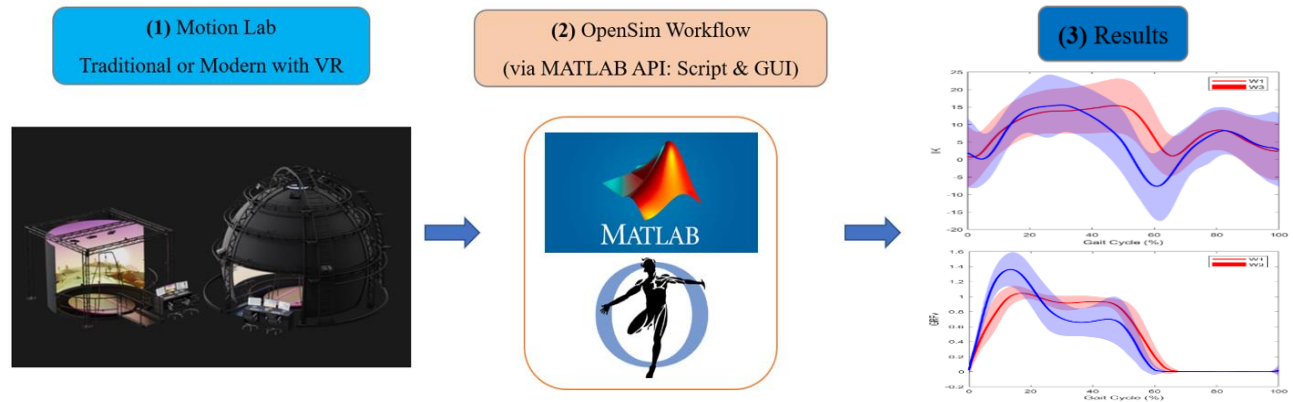 (1) Motion Lab
Traditional or Modern with VR
(2) OpenSim Workflow
(via MATLAB API: Script & GUI)
(3) Results
MATLAB
25
20
15
10
5
0
-5
-10
-15
-20
IK
W1
W3
0
20
40
60
80
100
Gait Cycle (%)
1.6
1.4
1.2
1
0.8
0.6
0.4
0.2
0
-0.2
GRFv
W1
W3
0
20
40
60
80
100
Gait Cycle (%)